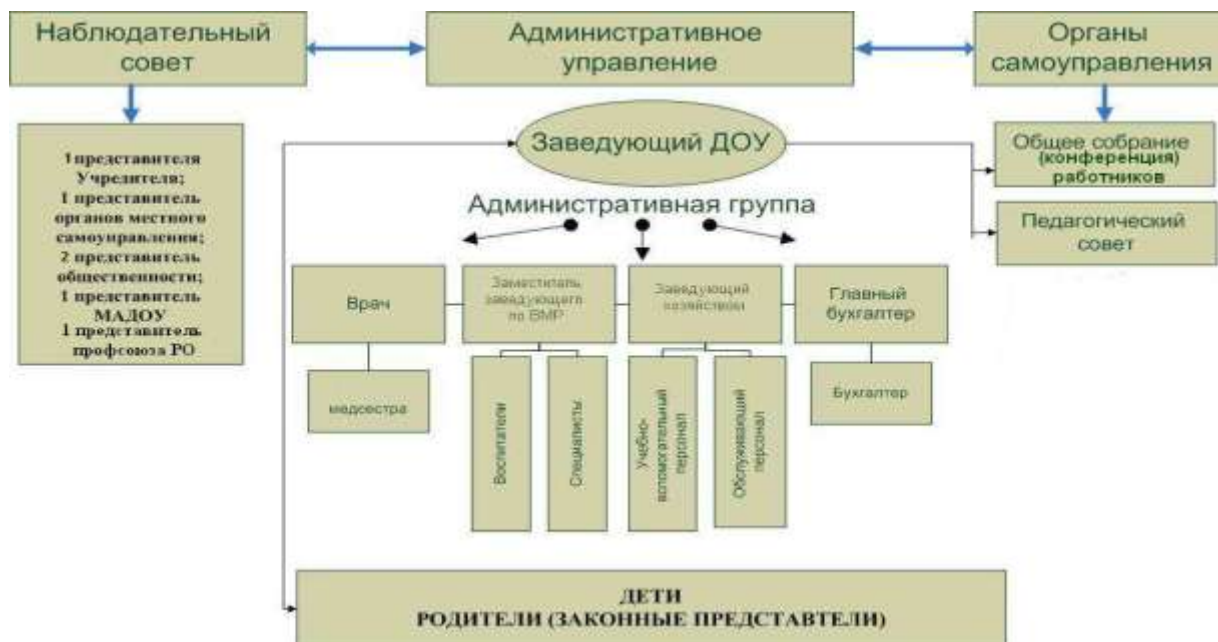 Наблюдательный
совет
Административное
управление
Органы
самоуправления
1 представителя
Учредителя;
1 представитель
органов местного
самоуправления;
2 представитель
общественности;
1 представитель
МАДОУ
1 представитель
профсоюза РО
Заведующий ДОУ
Общее собрание
(конференция)
работников
Педагогический
совет
Административная группа
Врач
Заместитель
заведующего
по ВМР
Заведующий
хозяйством
Главный
бухгалтер
медсестра
Воспитатели
Специалисты
Учебно-
вспомогательный
персонал
Обслуживающий
персонал
Бухгалтер
ДЕТИ
РОДИТЕЛИ (ЗАКОННЫЕ ПРЕДСТАВТЕЛИ)